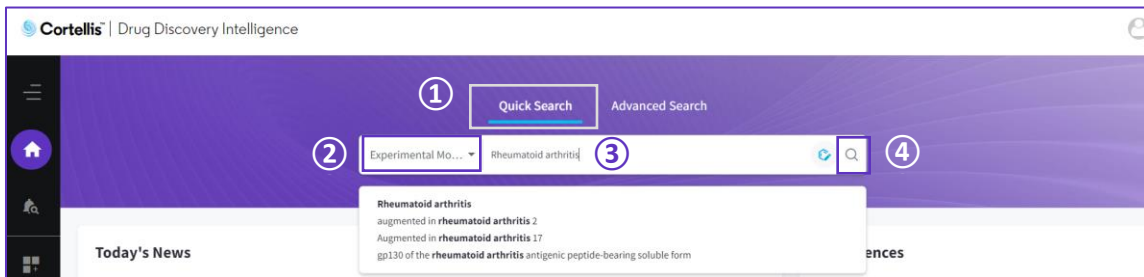 Cortellis™ | Drug Discovery Intelligence
① Quick Search Advanced Search
② Experimental Mo... Rheumatoid arthritis ③ ④
Rheumatoid arthritis
augmented in rheumatoid arthritis 2
Augmented in rheumatoid arthritis 17
gp130 of the rheumatoid arthritis antigenic peptide-bearing soluble form
Today's News ences